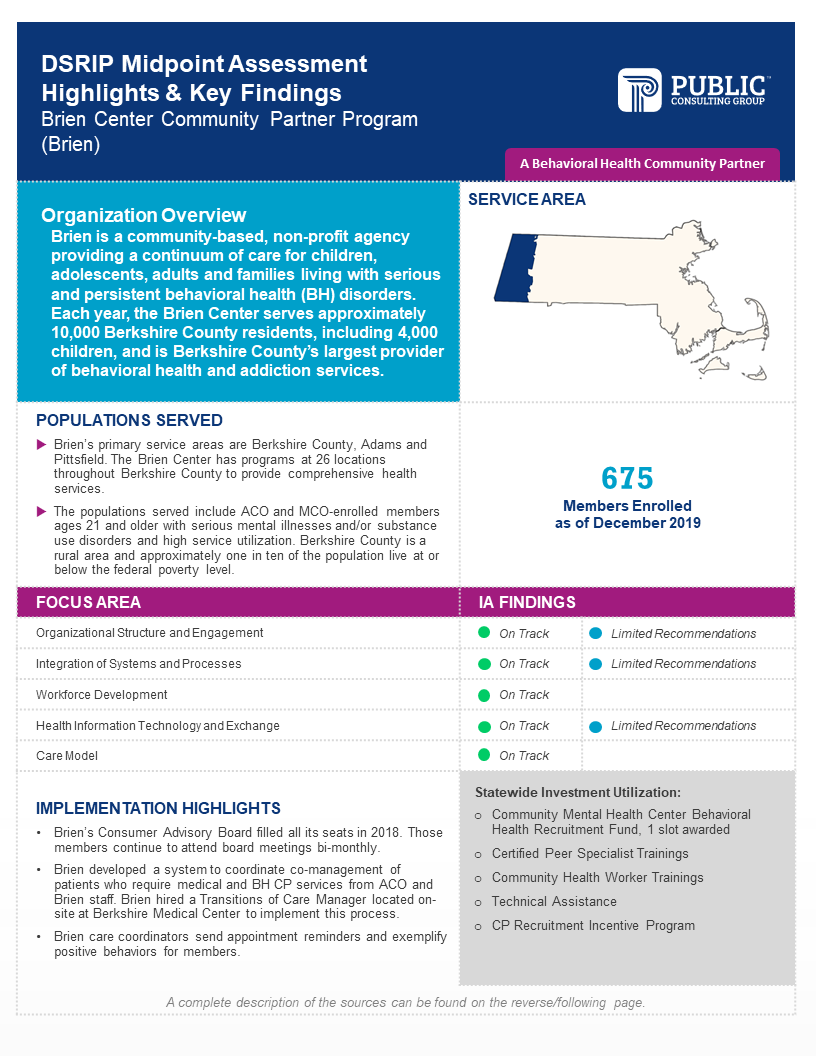 DSRIP Midpoint Assessment
Highlights & Key Findings
Brien Center Community Partner Program
(Brien)
PUBLIC
CONSULTING GROUP
A Behavioral Health Community Partner
Organization Overview
Brien is a community-based, non-profit agency
providing a continuum of care for children,
adolescents, adults and families living with serious
and persistent behavioral health (BH) disorders.
Each year, the Brien Center serves approximately
10,000 Berkshire County residents, including 4,000
children, and is Berkshire County's largest provider
of behavioral health and addiction services.
SERVICE AREA
POPULATIONS SERVED
Brien's primary service areas are Berkshire County, Adams and
Pittsfield. The Brien Center has programs at 26 locations
throughout Berkshire County to provide comprehensive health
services.
The populations served include ACO and MCO-enrolled members
ages 21 and older with serious mental illnesses and/or substance
use disorders and high service utilization. Berkshire County is a
rural area and approximately one in ten of the population live at or
below the federal poverty level.
675
Members Enrolled
as of December 2019
FOCUS AREA IA FINDINGS
Organizational Structure and Engagement On Track Limited Recommendations
Integration of Systems and Processes On Track Limited Recommendations
Workforce Development On Track
Health Information Technology and Exchange On Track Limited Recommendations
Care Model On Track
IMPLEMENTATION HIGHLIGHTS
• Brien's Consumer Advisory Board filled all its seats in 2018. Those
members continue to attend board meetings bi-monthly.
• Brien developed a system to coordinate co-management of
patients who require medical and BH CP services from ACO and
Brien staff. Brien hired a Transitions of Care Manager located on-
site at Berkshire Medical Center to implement this process.
• Brien care coordinators send appointment reminders and exemplify
positive behaviors for members.
Statewide Investment Utilization:
o Community Mental Health Center Behavioral
Health Recruitment Fund, 1 slot awarded
o Certified Peer Specialist Trainings
o Community Health Worker Trainings
o Technical Assistance
o CP Recruitment Incentive Program
A complete description of the sources can be found on the reverse/following page.